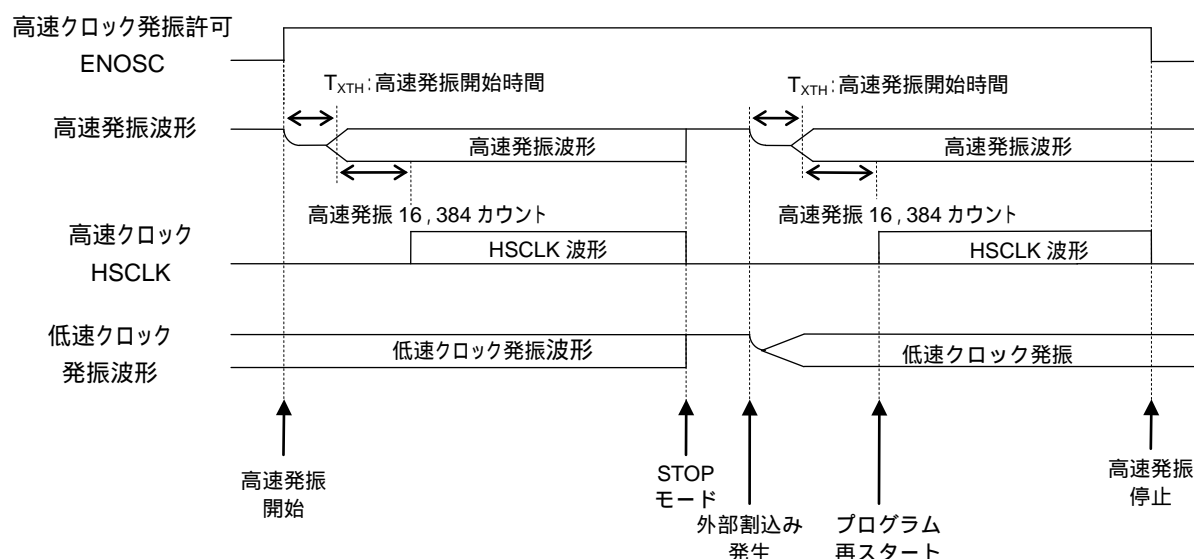 高速クロック発振許可
ENOSC
TXTH:高速発振開始時間
TXTH:高速発振開始時間
高速発振波形
高速発振波形
高速発振波形
高速発振 16,384 カウント
高速発振 16,384 カウント
高速クロック
HSCLK
HSCLK 波形
HSCLK 波形
低速クロック
発振波形
低速クロック発振波形
低速クロック発振
高速発振
開始
STOP
モード
外部割込み
発生
プログラム
再スタート
高速発振
停止